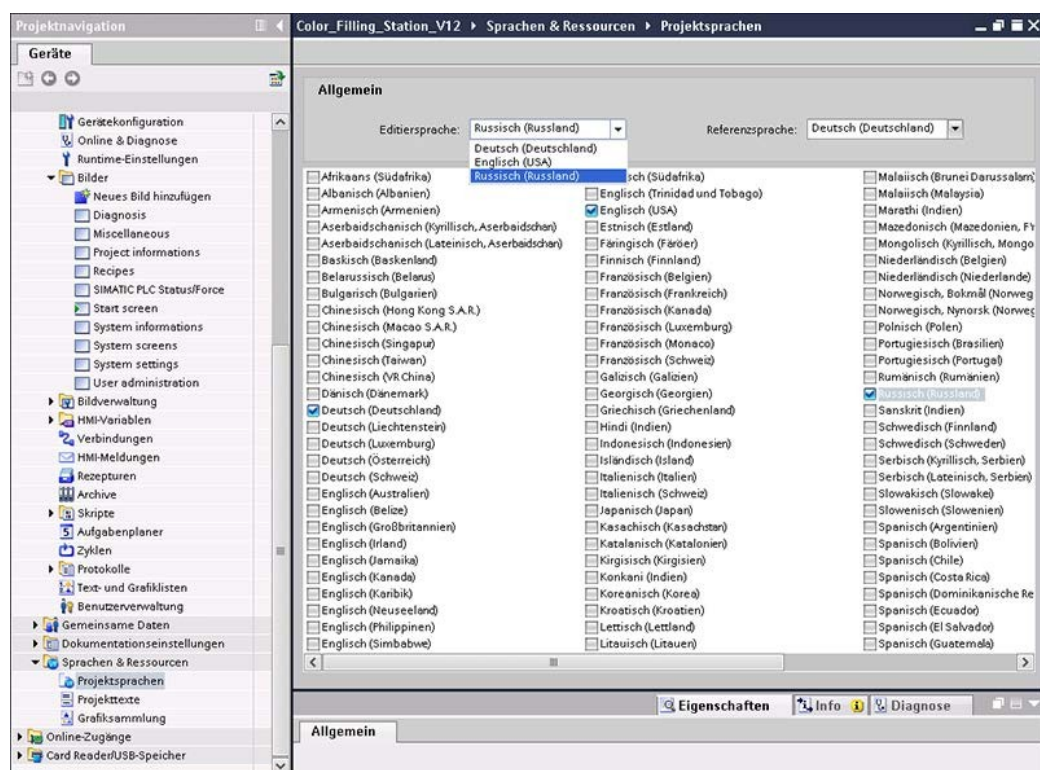 Projektnavigation
Geräte
Gerätekonfiguration
Online & Diagnose
Runtime-Einstellungen
Bilder
Neues Bild hinzufügen
Diagnosis
Miscellaneous
Project informations
Recipes
SIMATIC PLC Status/Force
Start screen
System informations
System screens
System settings
User administration
Bildverwaltung
HMI-Variablen
Verbindungen
HMI-Meldungen
Rezepturen
Archive
Skripte
Aufgabenplaner
Zyklen
Protokolle
Text- und Grafiklisten
Benutzerverwaltung
Gemeinsame Daten
Dokumentationseinstellungen
Sprachen & Ressourcen
Projektsprachen
Projekttexte
Grafiksammlung
Online-Zugänge
Card Reader/USB-Speicher
Color_Filling_Station_V12 ▸ Sprachen & Ressourcen ▸ Projektsprachen
Allgemein
Editiersprache: Russisch (Russland)
Referenzsprache: Deutsch (Deutschland)
Deutsch (Deutschland)
Englisch (USA)
Russisch (Russland)
Afrikaans (Südafrika)
Albanisch (Albanien)
Armenisch (Armenien)
Aserbaidschanisch (Kyrillisch, Aserbaidschan)
Aserbaidschanisch (Lateinisch, Aserbaidschan)
Baskisch (Baskenland)
Belarussisch (Belarus)
Bulgarisch (Bulgarien)
Chinesisch (Hong Kong S.A.R.)
Chinesisch (Macao S.A.R.)
Chinesisch (Singapur)
Chinesisch (Taiwan)
Chinesisch (VR China)
Dänisch (Dänemark)
Deutsch (Deutschland)
Deutsch (Liechtenstein)
Deutsch (Luxemburg)
Deutsch (Österreich)
Deutsch (Schweiz)
Englisch (Australien)
Englisch (Belize)
Englisch (Großbritannien)
Englisch (Irland)
Englisch (Jamaika)
Englisch (Kanada)
Englisch (Karibik)
Englisch (Neuseeland)
Englisch (Philippinen)
Englisch (Simbabwe)
sch (Südafrika)
Englisch (Trinidad und Tobago)
Englisch (USA)
Estnisch (Estland)
Färingisch (Färöer)
Finnisch (Finnland)
Französisch (Belgien)
Französisch (Frankreich)
Französisch (Kanada)
Französisch (Luxemburg)
Französisch (Monaco)
Französisch (Schweiz)
Galizisch (Galizien)
Georgisch (Georgien)
Griechisch (Griechenland)
Hindi (Indien)
Indonesisch (Indonesien)
Isländisch (Island)
Italienisch (Italien)
Italienisch (Schweiz)
Japanisch (Japan)
Kasachisch (Kasachstan)
Katalanisch (Katalonien)
Kirgisisch (Kirgisien)
Konkani (Indien)
Koreanisch (Korea)
Kroatisch (Kroatien)
Lettisch (Lettland)
Litauisch (Litauen)
Malaiisch (Brunei Darussalam)
Malaiisch (Malaysia)
Marathi (Indien)
Mazedonisch (Mazedonien, FY
Mongolisch (Kyrillisch, Mongo
Niederländisch (Belgien)
Niederländisch (Niederlande)
Norwegisch, Bokmål (Norweg
Norwegisch, Nynorsk (Norweg
Polnisch (Polen)
Portugiesisch (Brasilien)
Portugiesisch (Portugal)
Rumänisch (Rumänien)
Russisch (Russland)
Sanskrit (Indien)
Schwedisch (Finnland)
Schwedisch (Schweden)
Serbisch (Kyrillisch, Serbien)
Serbisch (Lateinisch, Serbien)
Slowakisch (Slowakei)
Slowenisch (Slowenien)
Spanisch (Argentinien)
Spanisch (Bolivien)
Spanisch (Chile)
Spanisch (Costa Rica)
Spanisch (Dominikanische Re
Spanisch (Ecuador)
Spanisch (El Salvador)
Spanisch (Guatemala)
Eigenschaften
Info
Diagnose
Allgemein